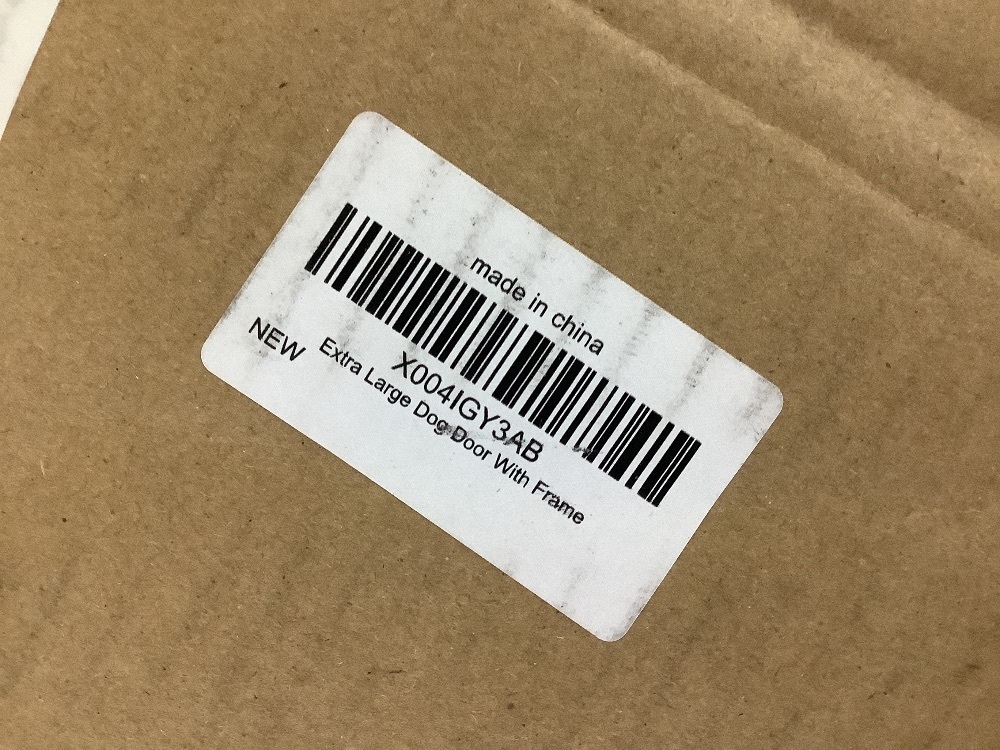 made in china
X004IGY3AB
Extra Large Dog Door With Frame
NEW